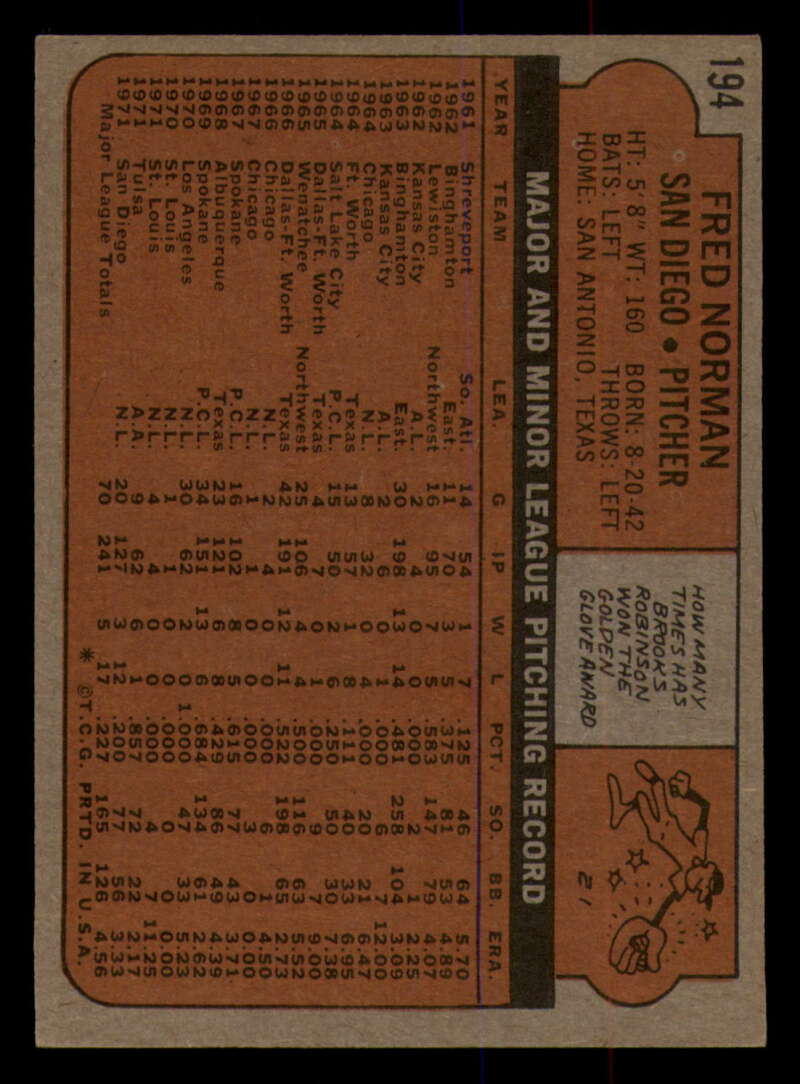 194
FRED NORMAN
SAN DIEGO • PITCHER
HT: 5'8" WT: 160 BORN: 8-20-42
BATS: LEFT THROWS: LEFT
HOME: SAN ANTONIO, TEXAS
HOW MANY
TIMES HAS
BROOKS
ROBINSON
WON THE
GOLDEN
GLOVE AWARD
21
MAJOR AND MINOR LEAGUE PITCHING RECORD
YEAR TEAM LEA. G IP W L PCT. SO. BB. ERA.
1961 Shreveport So. Atl. 14 54 1 7 .125 46 64 5.70
1962 Binghamton East. 11 70 3 5 .375 81 53 4.89
1962 Lewiston Northwest 16 95 7 5 .583 147 79 4.07
1962 Kansas City A.L. 2 4 0 0 .000 2 1 2.25
1963 Binghamton East. 30 198 13 14 .481 258 104 3.09
1963 Kansas City A.L. 2 6 0 1 .000 6 7 12.00
1964 Chicago N.L. 8 32 0 4 .000 20 21 6.47
1964 Ft. Worth Texas 13 57 1 8 .111 40 33 6.95
1964 Salt Lake City P.C.L. 15 50 2 6 .250 50 30 7.38
1965 Dallas-Ft. Worth Texas 4 7 0 1 .000 9 7 9.00
1965 Wenatchee Northwest 25 106 4 4 .500 116 63 5.52
1966 Dallas-Ft. Worth Texas 42 191 12 11 .522 198 65 2.73
1966 Chicago N.L. 2 4 0 0 .000 6 1 4.50
1967 Chicago N.L. 1 1 0 0 .000 3 0 0.00
1967 Spokane P.C.L. 16 102 8 5 .615 77 43 3.71
1968 Albuquerque Texas 23 121 6 8 .429 86 49 4.39
1969 Spokane P.C.L. 34 151 13 6 .684 134 61 2.62
1970 Los Angeles N.L. 30 62 2 0 1.000 47 33 5.23
1970 St. Louis N.L. 1 1 0 0 .000 0 0 0.00
1971 St. Louis N.L. 4 4 0 0 .000 4 7 11.25
1971 Tulsa A.A. 9 62 6 1 .857 72 22 2.17
1971 San Diego N.L. 20 127 3 12 .200 77 56 3.33
Major League Totals 70 241 5 17 .227 165 126 4.56
* ©T.C.G. PRTD. IN U.S.A.